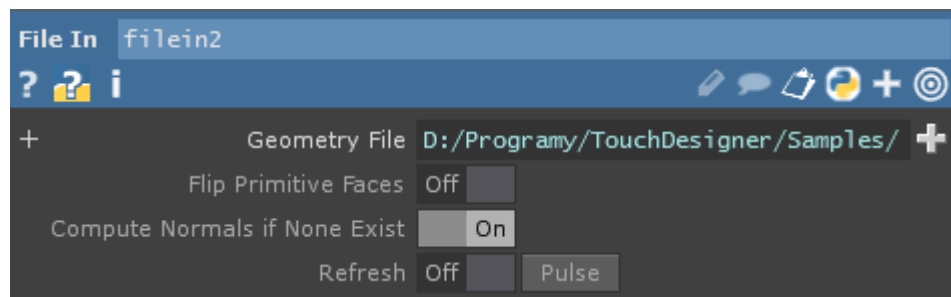 File In filein2
? ? i
+ Geometry File D:/Programy/TouchDesigner/Samples/
Flip Primitive Faces Off
Compute Normals if None Exist On
Refresh Off Pulse